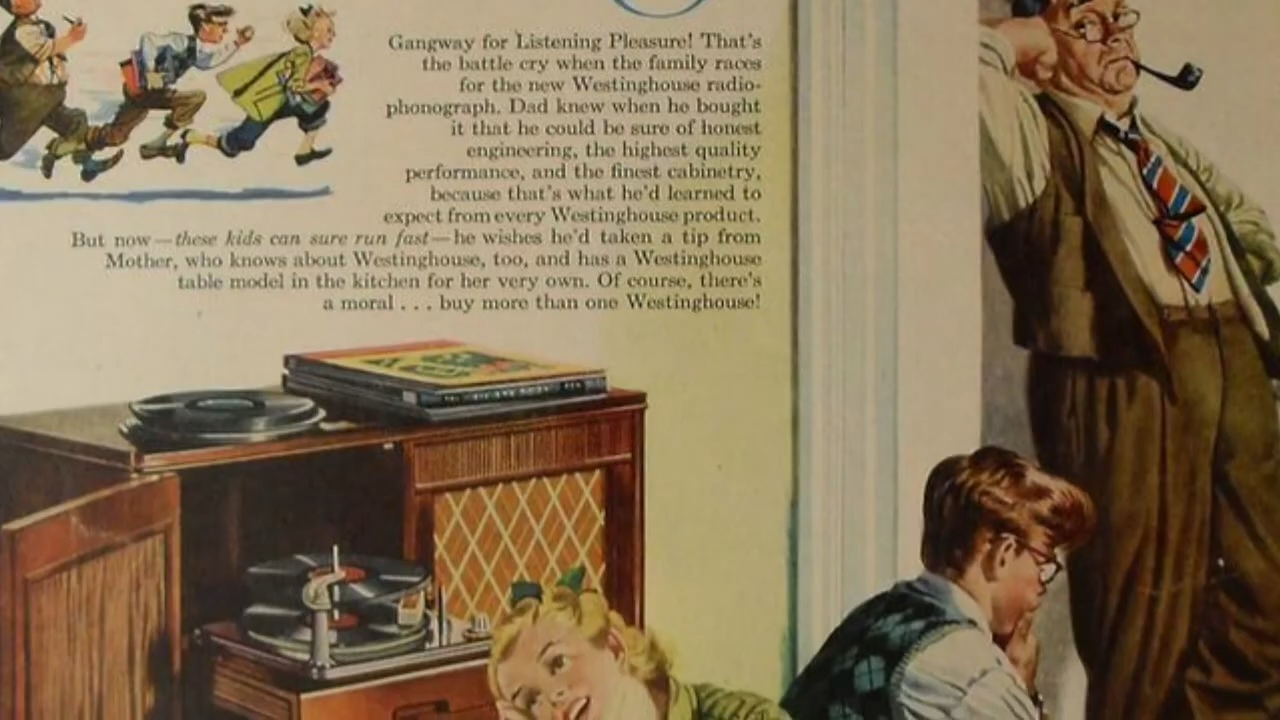 Gangway for Listening Pleasure! That's
the battle cry when the family races
for the new Westinghouse radio-
phonograph. Dad knew when he bought
it that he could be sure of honest
engineering, the highest quality
performance, and the finest cabinetry,
because that's what he'd learned to
expect from every Westinghouse product.
But now—these kids can sure run fast—he wishes he'd taken a tip from
Mother, who knows about Westinghouse, too, and has a Westinghouse
table model in the kitchen for her very own. Of course, there's
a moral . . . buy more than one Westinghouse!